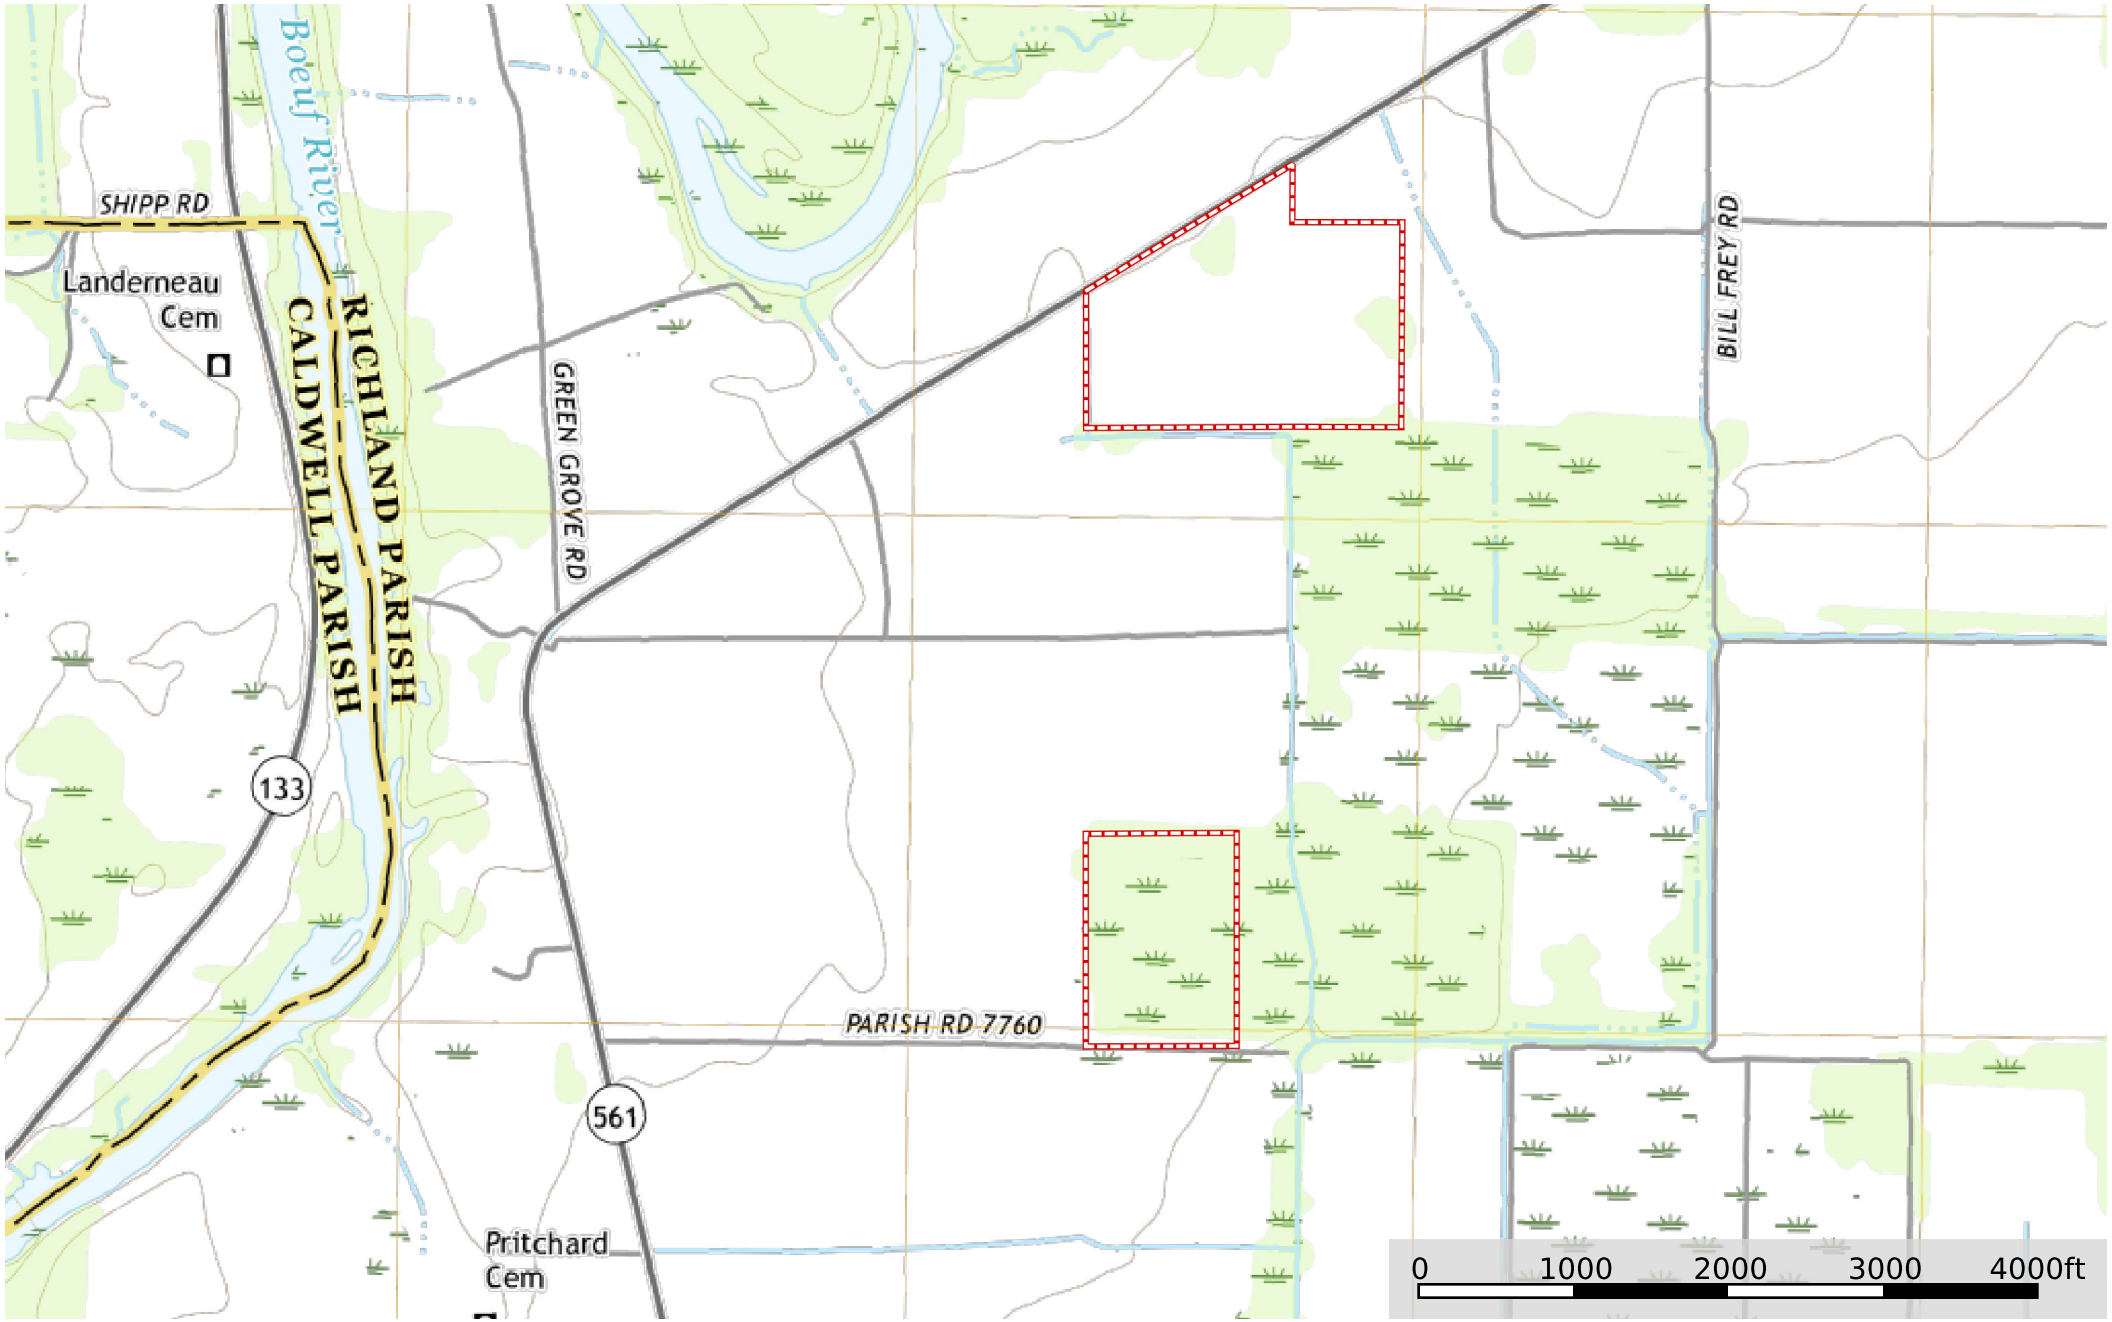 Boeuf River
SHIPP RD
Landerneau
Cem
RICHLAND PARISH
CALDWELL PARISH
GREEN GROVE RD
BILL FREY RD
133
PARISH RD 7760
561
Pritchard
Cem
0 1000 2000 3000 4000ft